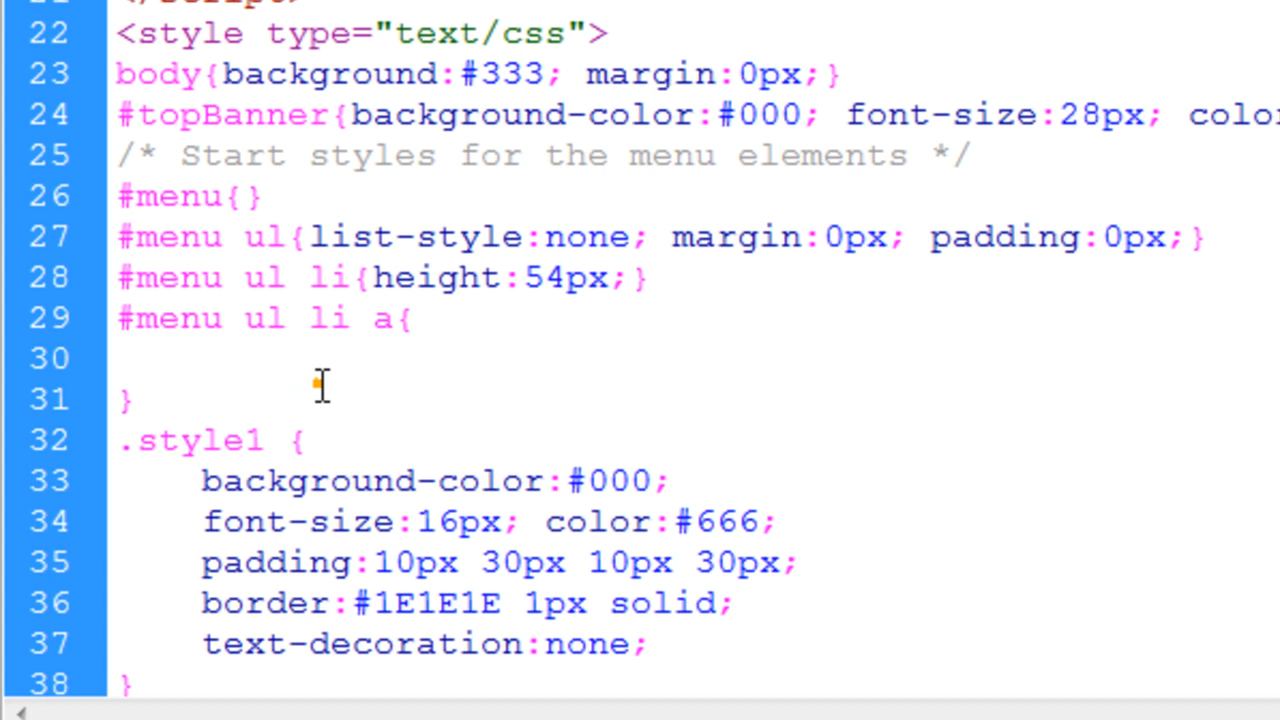 22 <style type="text/css">
23 body{background:#333; margin:0px;}
24 #topBanner{background-color:#000; font-size:28px; color
25 /* Start styles for the menu elements */
26 #menu{}
27 #menu ul{list-style:none; margin:0px; padding:0px;}
28 #menu ul li{height:54px;}
29 #menu ul li a{
30
31 }
32 .style1 {
33 background-color:#000;
34 font-size:16px; color:#666;
35 padding:10px 30px 10px 30px;
36 border:#1E1E1E 1px solid;
37 text-decoration:none;
38 }